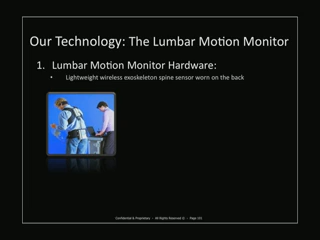 Our Technology: The Lumbar Motion Monitor
1. Lumbar Motion Monitor Hardware:
• Lightweight wireless exoskeleton spine sensor worn on the back
Confidential & Proprietary – All Rights Reserved © – Page